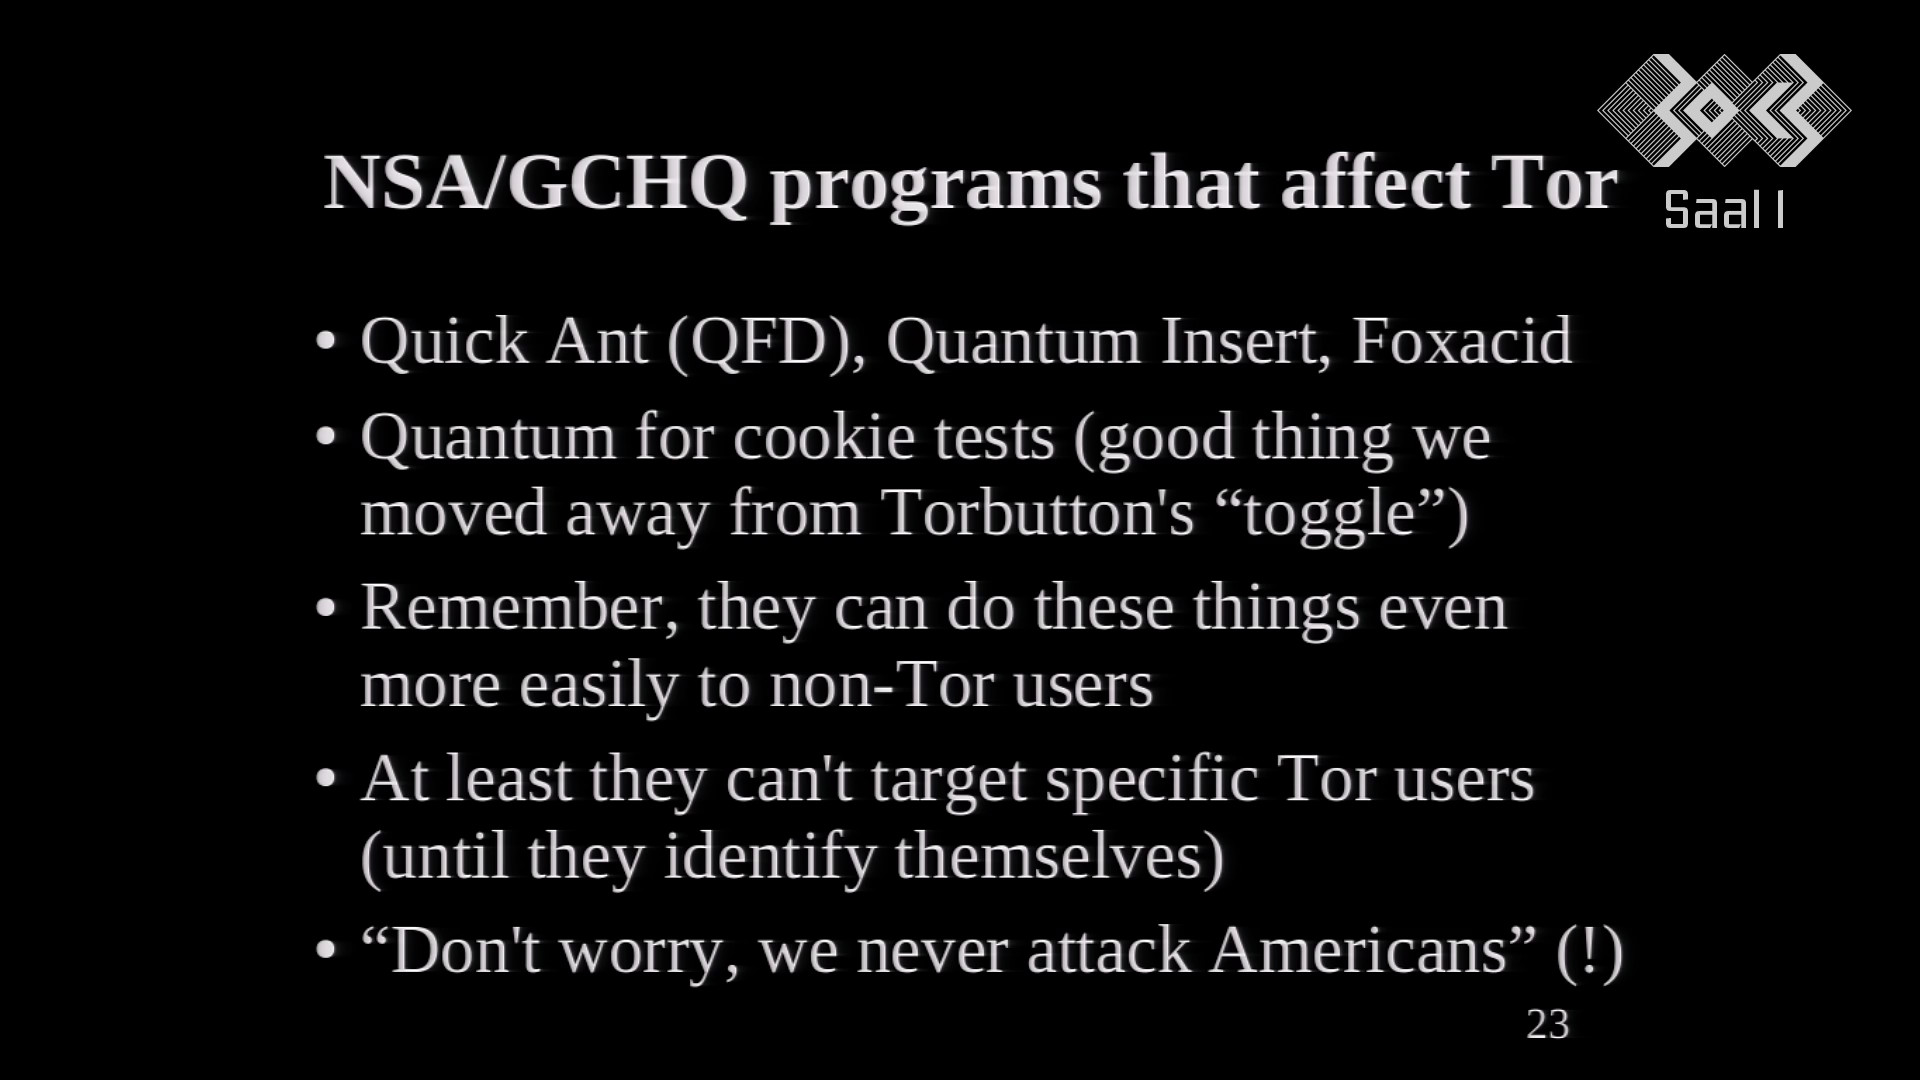 30C3
Saal 1
NSA/GCHQ programs that affect Tor
• Quick Ant (QFD), Quantum Insert, Foxacid
• Quantum for cookie tests (good thing we
moved away from Torbutton's “toggle”)
• Remember, they can do these things even
more easily to non-Tor users
• At least they can't target specific Tor users
(until they identify themselves)
• “Don't worry, we never attack Americans” (!)
23